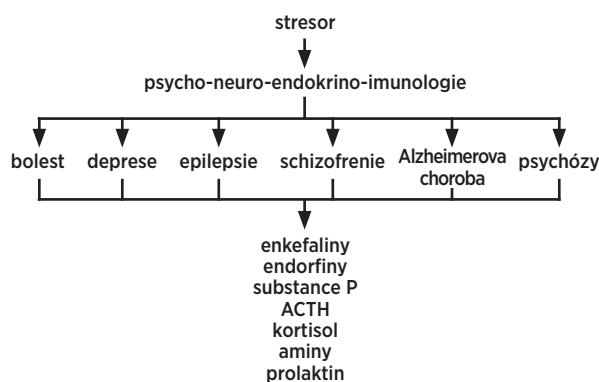 stresor
psycho-neuro-endokrino-imunologie
bolest deprese epilepsie schizofrenie Alzheimerova choroba psychózy
enkefaliny
endorfiny
substance P
ACTH
kortisol
aminy
prolaktin